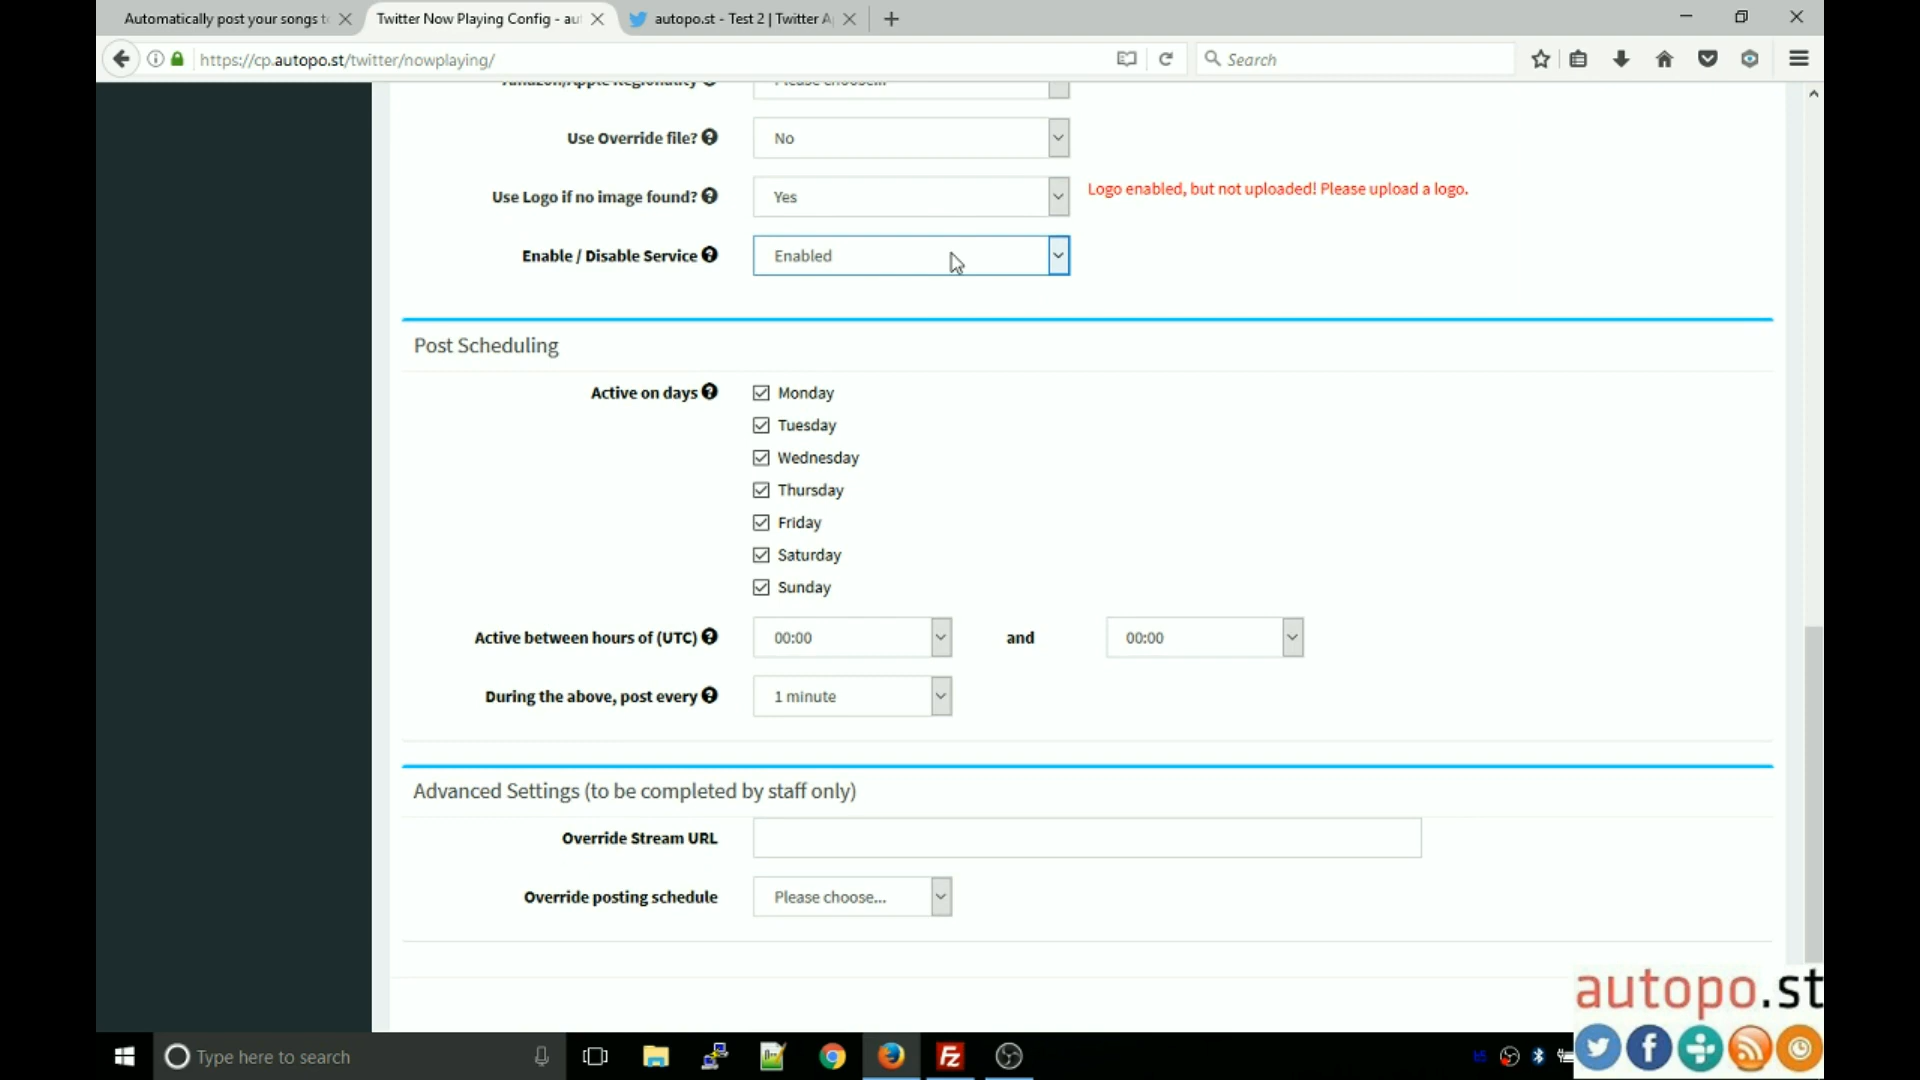 Automatically post your songs t
Twitter Now Playing Config - au
autopo.st - Test 2 | Twitter A
https://cp.autopo.st/twitter/nowplaying/
Search
Amazon/Apple Regionality
Please choose...
Use Override file?
No
Use Logo if no image found?
Yes
Logo enabled, but not uploaded! Please upload a logo.
Enable / Disable Service
Enabled
Post Scheduling
Active on days
Monday
Tuesday
Wednesday
Thursday
Friday
Saturday
Sunday
Active between hours of (UTC)
00:00
and
00:00
During the above, post every
1 minute
Advanced Settings (to be completed by staff only)
Override Stream URL
Override posting schedule
Please choose...
autopo.st
Type here to search